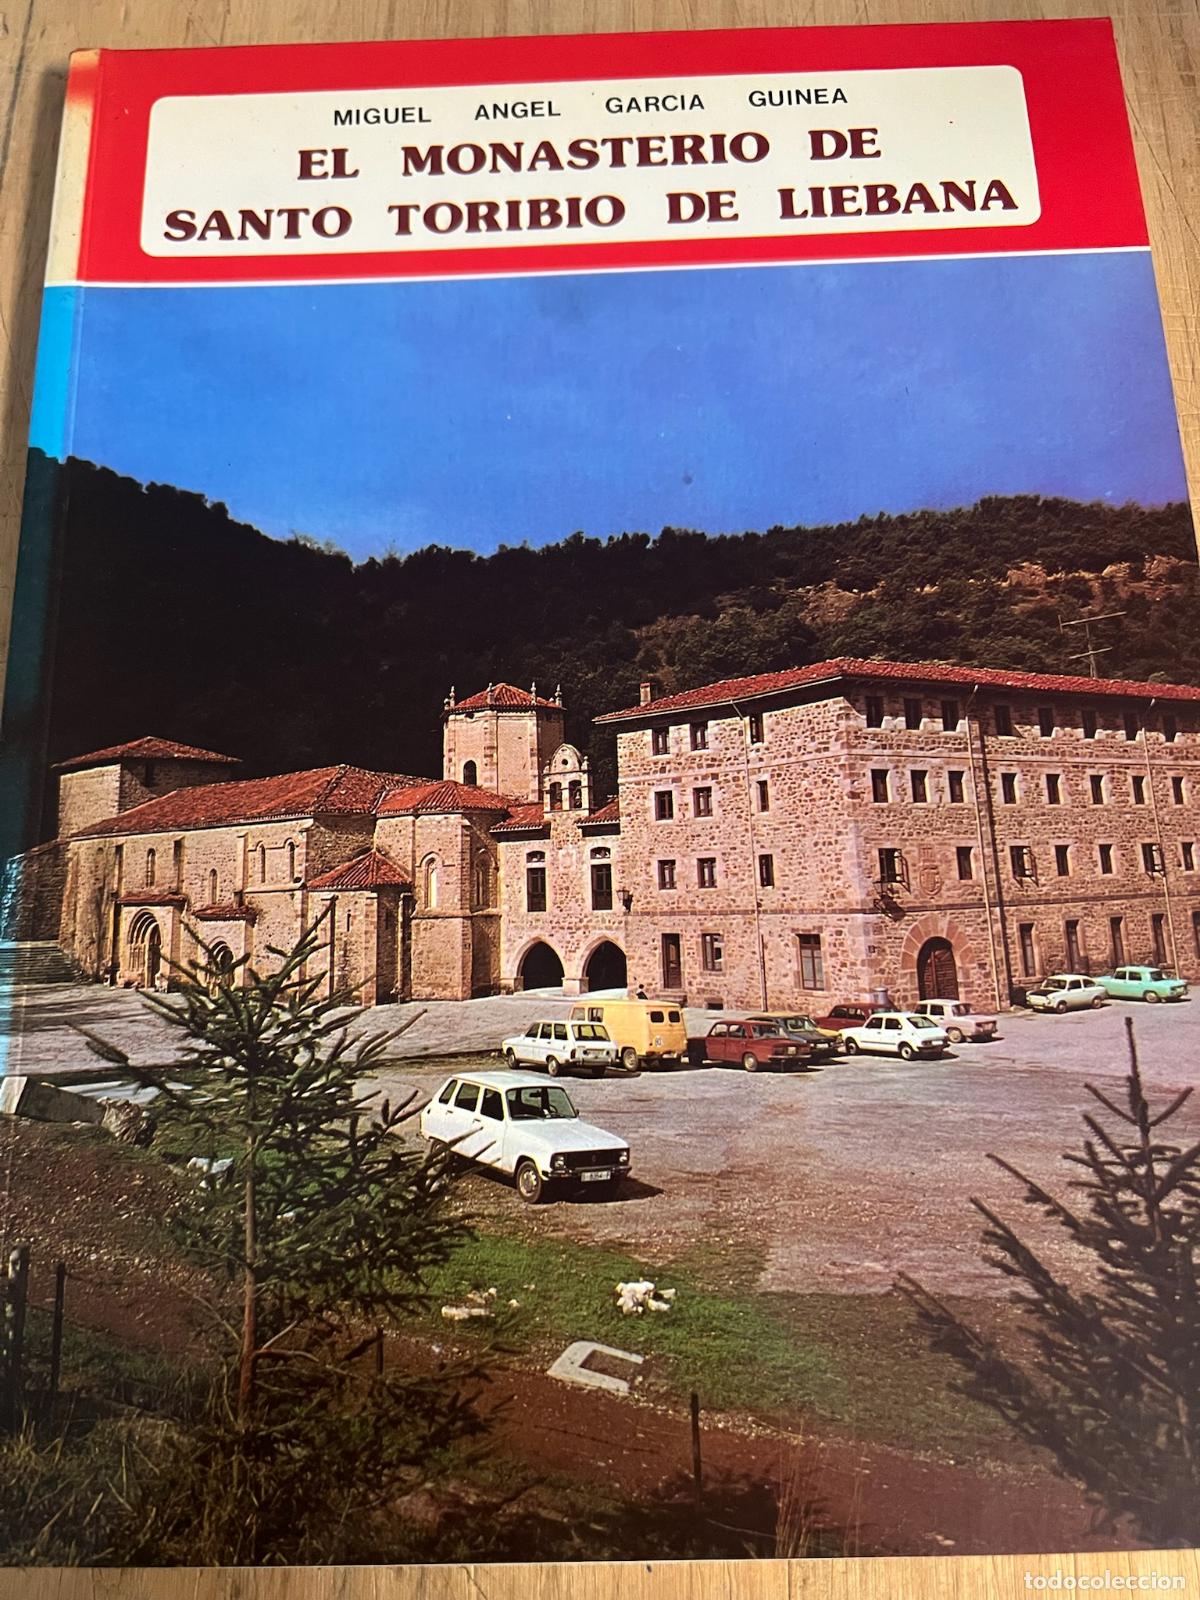 MIGUEL ANGEL GARCIA GUINEA
EL MONASTERIO DE
SANTO TORIBIO DE LIEBANA
todocoleccion